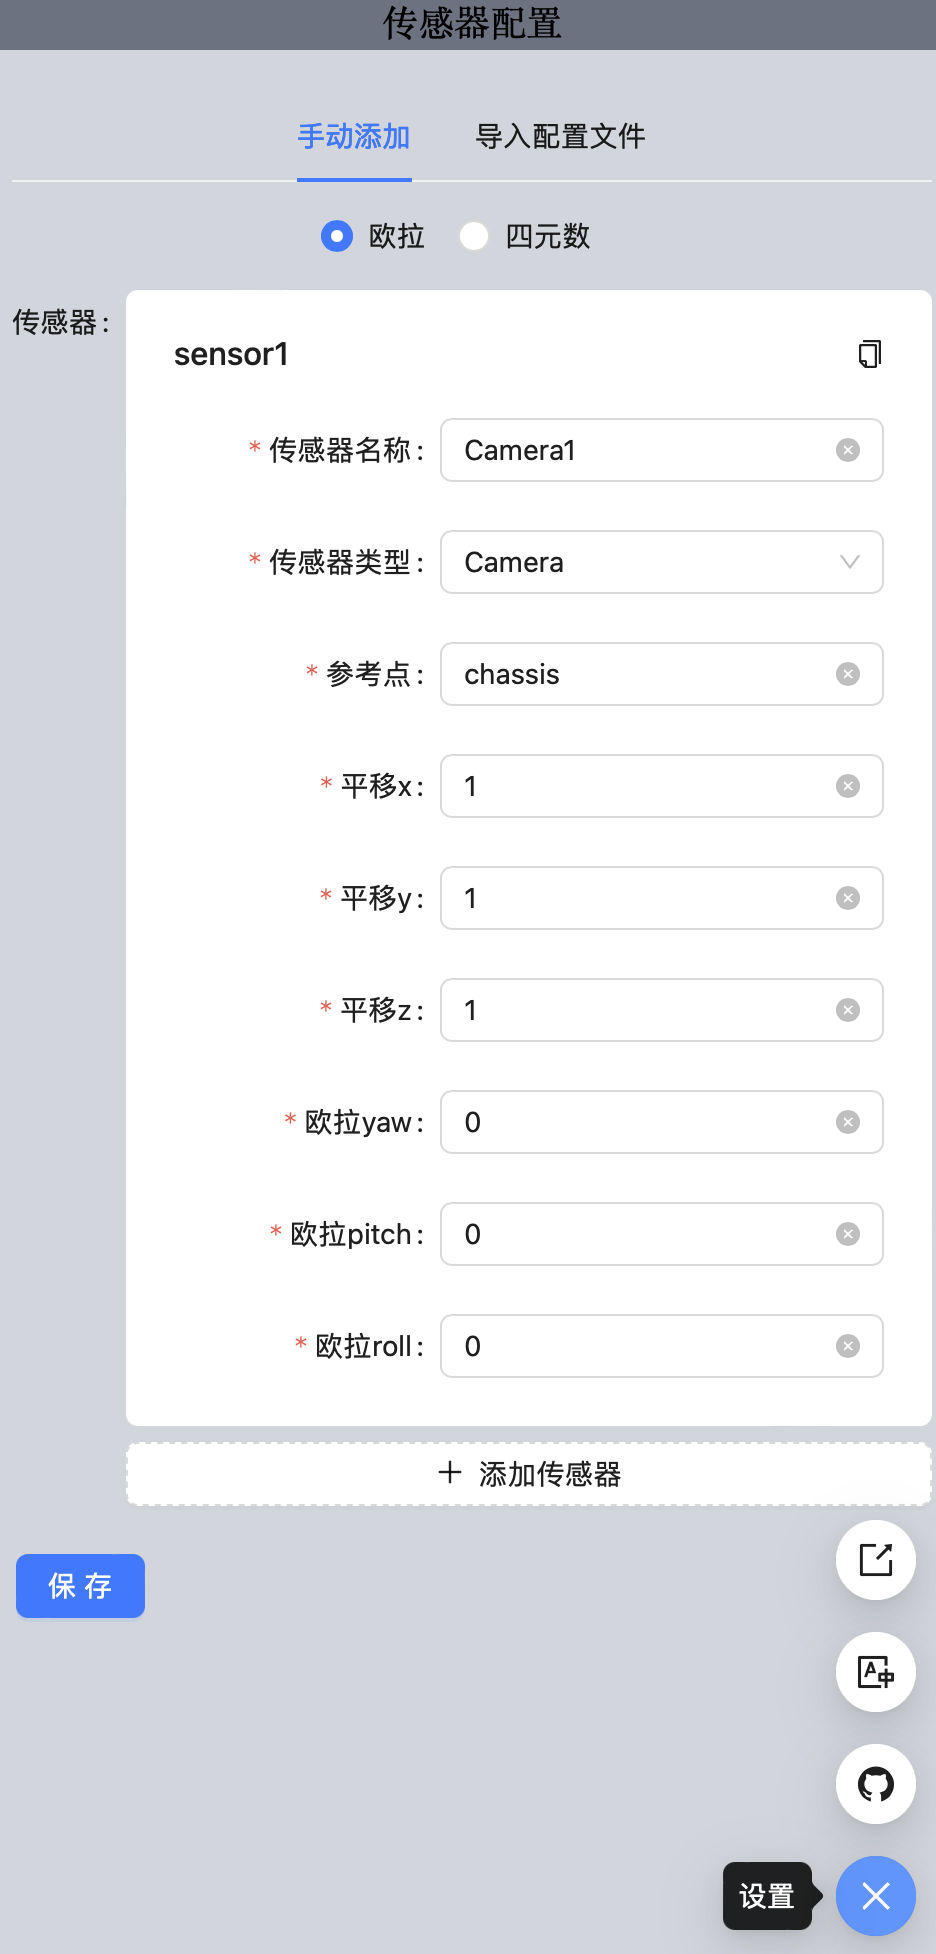 传感器配置
手动添加 导入配置文件
欧拉 四元数
传感器:
sensor1
* 传感器名称: Camera1
* 传感器类型: Camera
* 参考点: chassis
* 平移x: 1
* 平移y: 1
* 平移z: 1
* 欧拉yaw: 0
* 欧拉pitch: 0
* 欧拉roll: 0
+ 添加传感器
保 存
设置